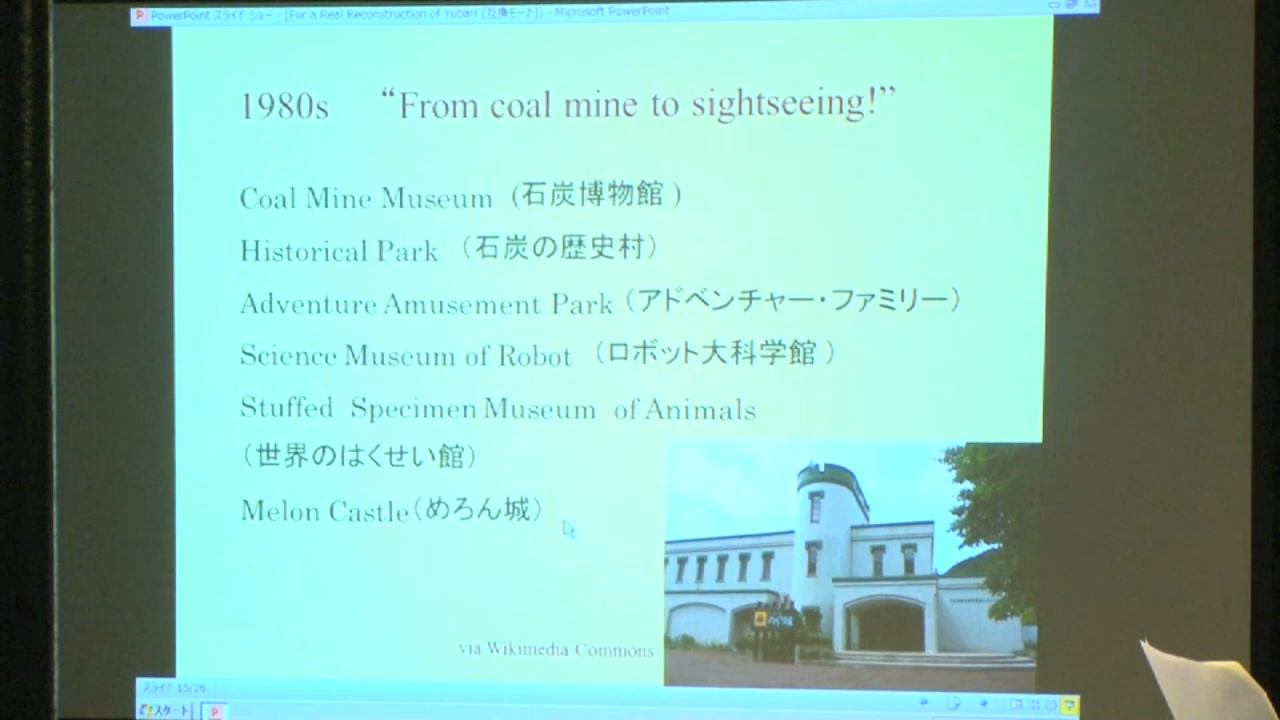 PowerPoint スライド ショー - [For a Real Reconstruction of Yubari [互換モード]] - Microsoft PowerPoint
1980s “From coal mine to sightseeing!”
Coal Mine Museum (石炭博物館)
Historical Park （石炭の歴史村）
Adventure Amusement Park（アドベンチャー・ファミリー）
Science Museum of Robot （ロボット大科学館）
Stuffed Specimen Museum of Animals
（世界のはくせい館）
Melon Castle（めろん城）
via Wikimedia Commons
スライド 15/26
スタート